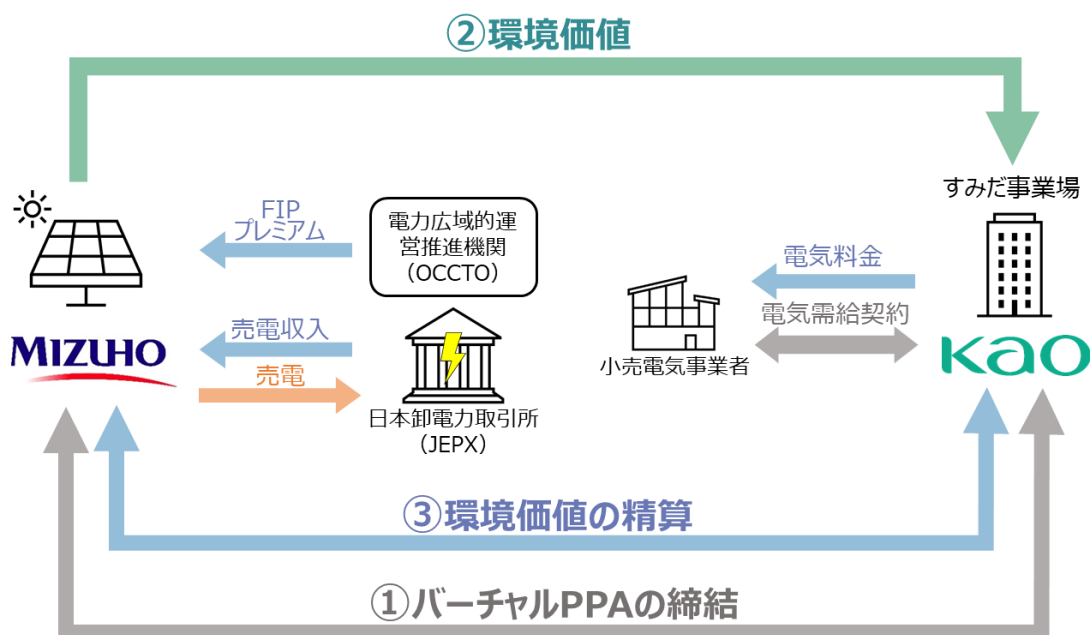 ②環境価値
すみだ事業場
FIP
プレミアム
電力広域的運
営推進機関
（OCCTO）
電気料金
電気需給契約
売電収入
MIZUHO
売電
小売電気事業者
Kao
日本卸電力取引所
（JEPX）
③環境価値の精算
①バーチャルPPAの締結